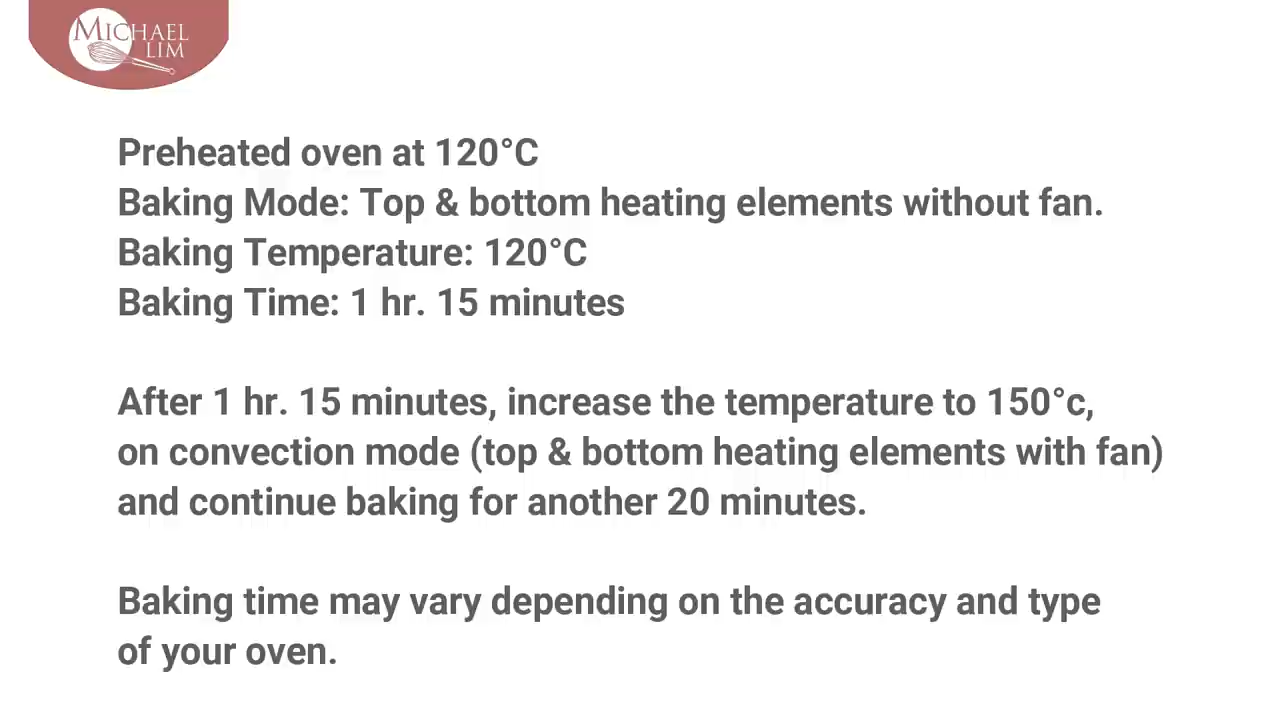 MICHAEL
LIM
Preheated oven at 120°C
Baking Mode: Top & bottom heating elements without fan.
Baking Temperature: 120°C
Baking Time: 1 hr. 15 minutes
After 1 hr. 15 minutes, increase the temperature to 150°c,
on convection mode (top & bottom heating elements with fan)
and continue baking for another 20 minutes.
Baking time may vary depending on the accuracy and type
of your oven.